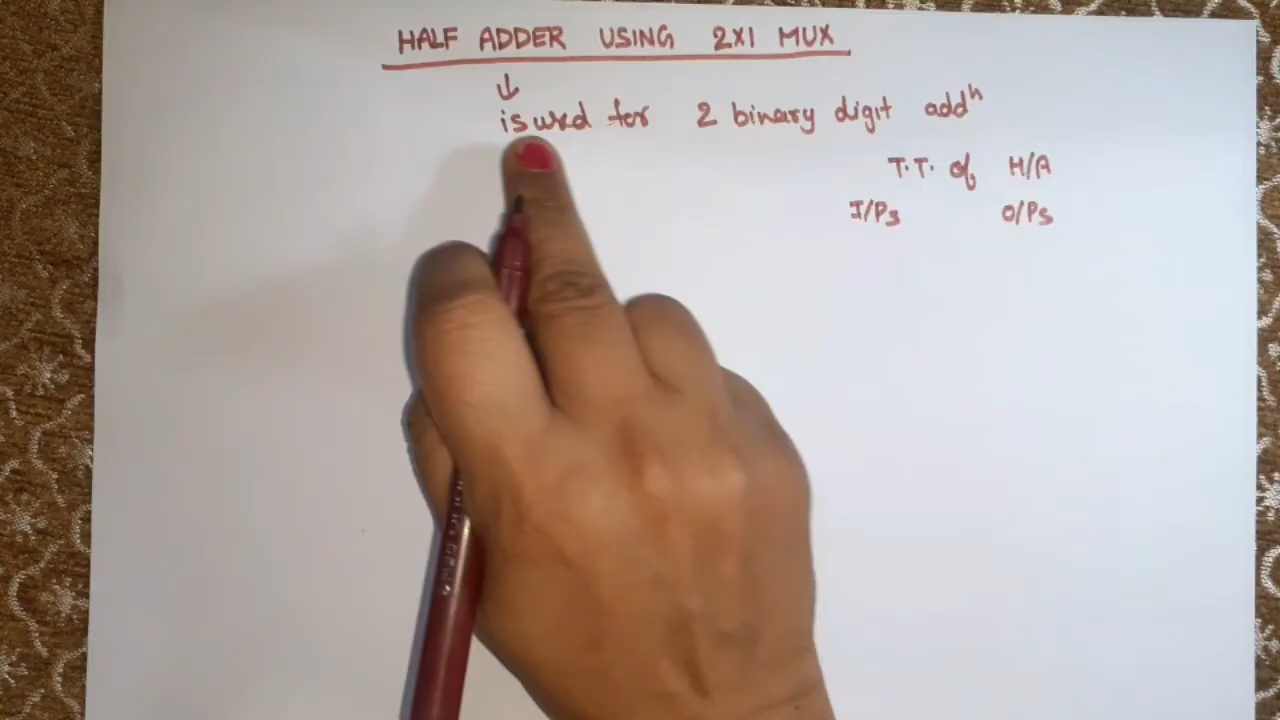 HALF ADDER USING 2X1 MUX
is used for 2 binary digit addn
T.T. of H/A
I/Ps O/Ps